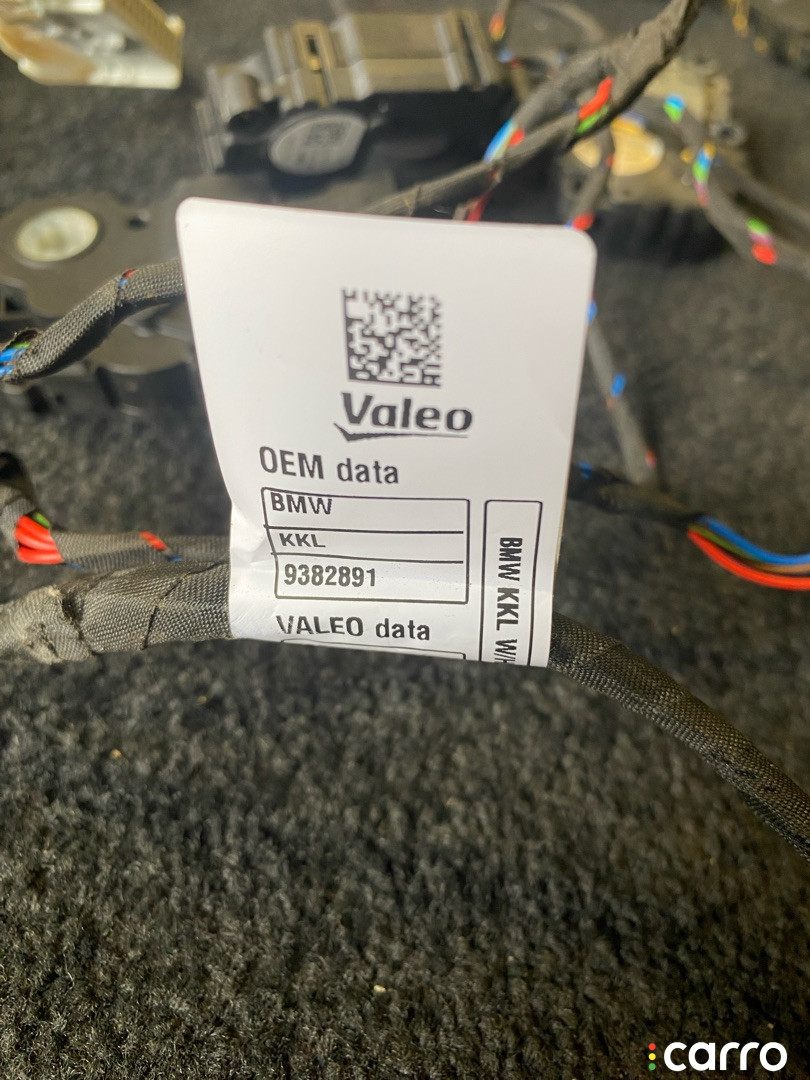 Valeo
OEM data
BMW
KKL
9382891
VALEO data
BMW KKL
carro